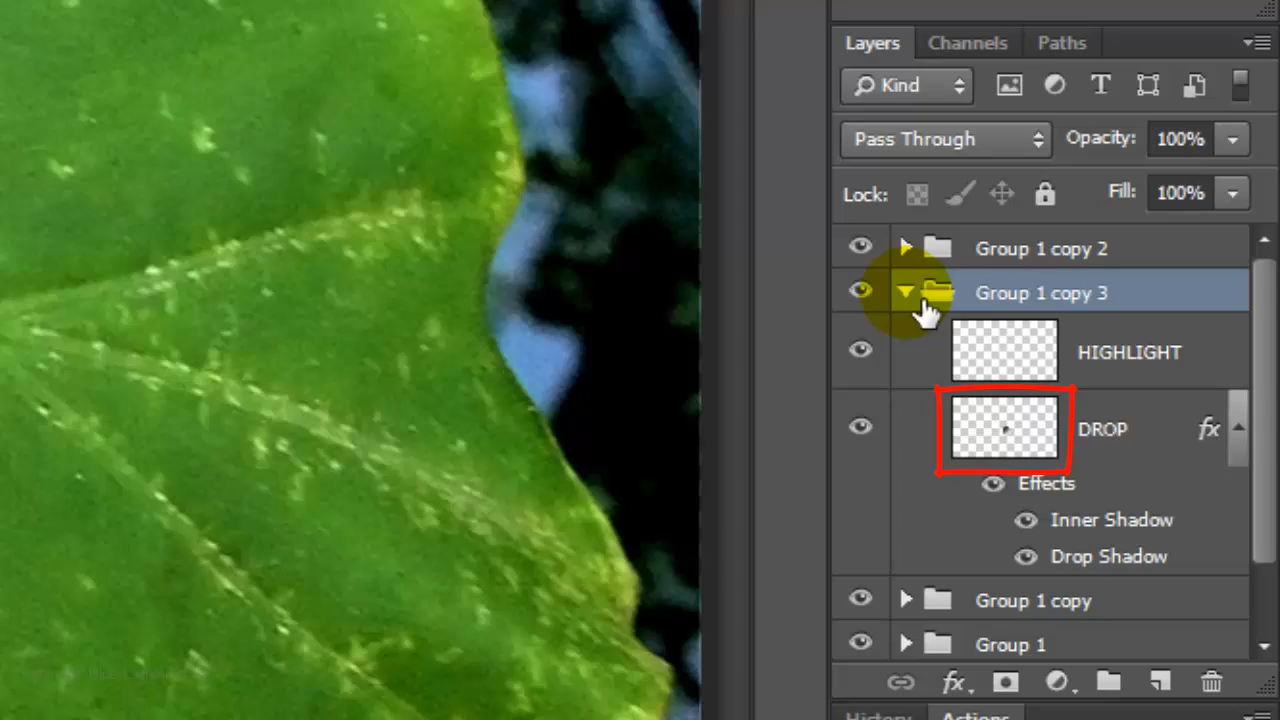 Layers Channels Paths
Kind
Pass Through Opacity: 100%
Lock: Fill: 100%
Group 1 copy 2
Group 1 copy 3
HIGHLIGHT
DROP fx
Effects
Inner Shadow
Drop Shadow
Group 1 copy
Group 1
fx
History Actions